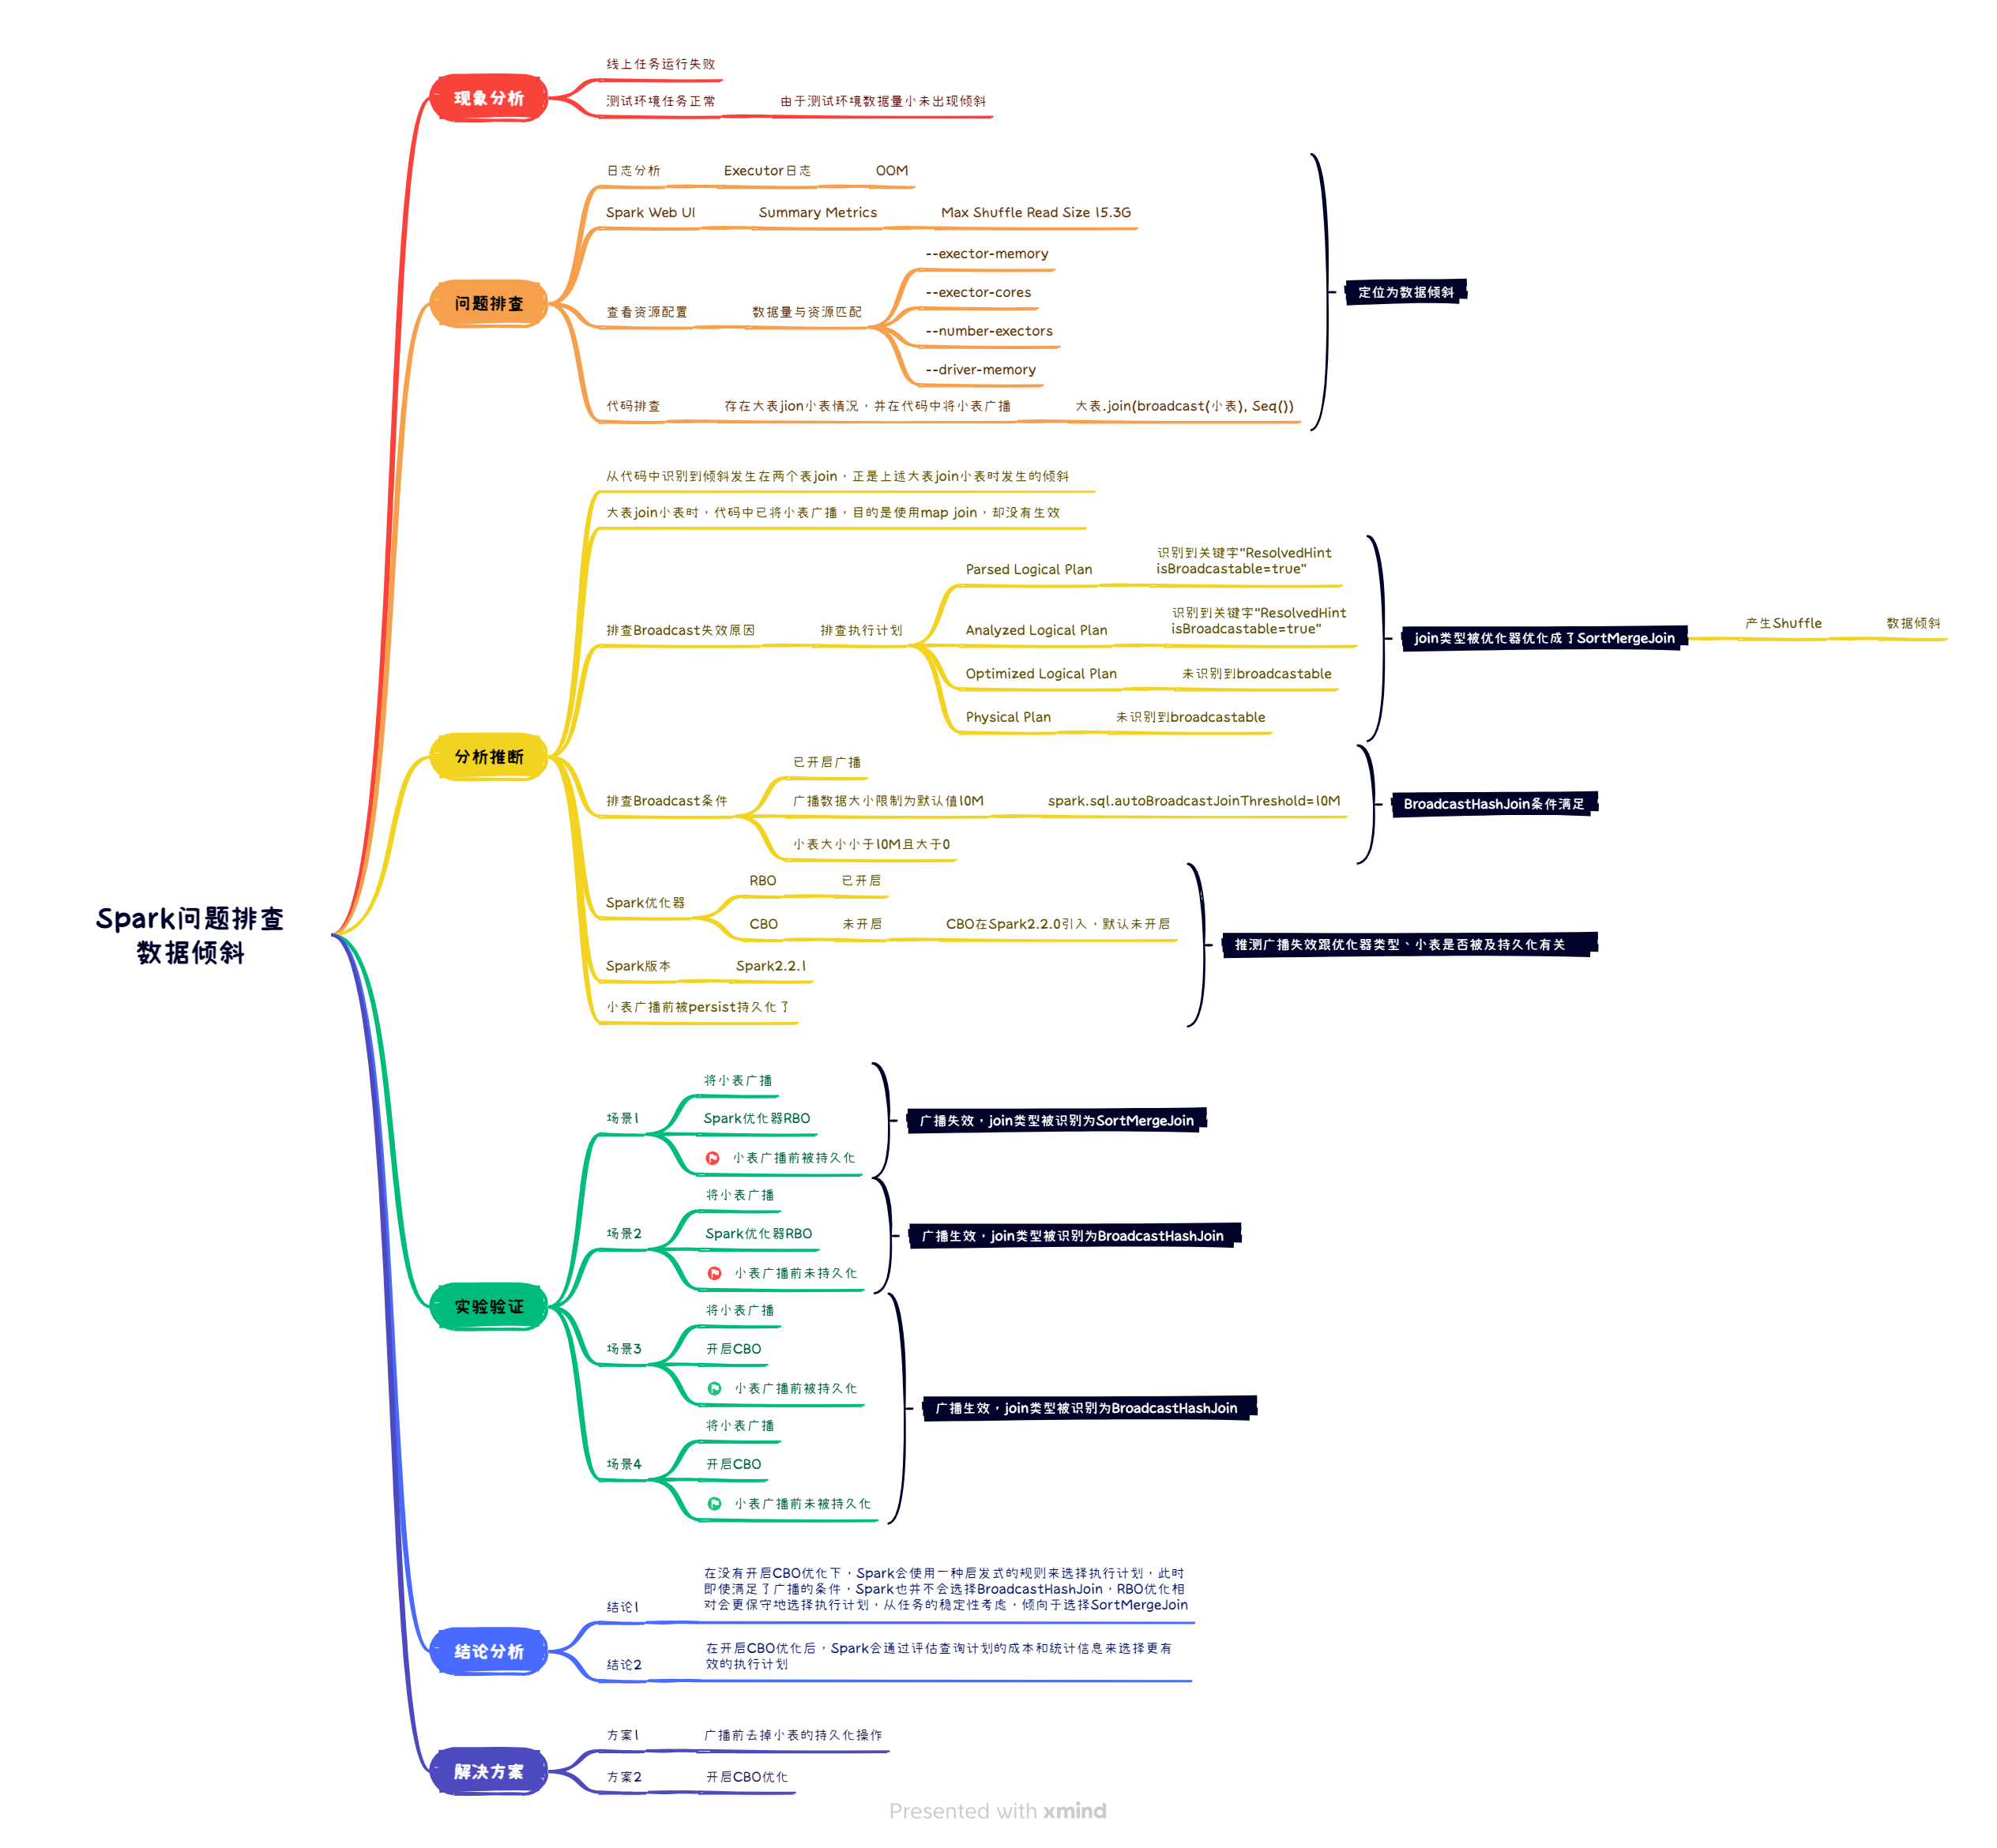 Spark问题排查
数据倾斜
现象分析
线上任务运行失败
测试环境任务正常
由于测试环境数据量小未出现倾斜
问题排查
日志分析
Executor日志
OOM
Spark Web UI
Summary Metrics
Max Shuffle Read Size 15.3G
查看资源配置
数据量与资源匹配
--exector-memory
--exector-cores
--number-exectors
--driver-memory
代码排查
存在大表jion小表情况，并在代码中将小表广播
大表.join(broadcast(小表), Seq())
定位为数据倾斜
分析推断
从代码中识别到倾斜发生在两个表join，正是上述大表join小表时发生的倾斜
大表join小表时，代码中已将小表广播，目的是使用map join，却没有生效
排查Broadcast失效原因
排查执行计划
Parsed Logical Plan
识别到关键字"ResolvedHint
isBroadcastable=true"
Analyzed Logical Plan
识别到关键字"ResolvedHint
isBroadcastable=true"
Optimized Logical Plan
未识别到broadcastable
Physical Plan
未识别到broadcastable
join类型被优化器优化成了SortMergeJoin
产生Shuffle
数据倾斜
排查Broadcast条件
已开启广播
广播数据大小限制为默认值10M
spark.sql.autoBroadcastJoinThreshold=10M
小表大小小于10M且大于0
BroadcastHashJoin条件满足
Spark优化器
RBO
已开启
CBO
未开启
CBO在Spark2.2.0引入，默认未开启
Spark版本
Spark2.2.1
小表广播前被persist持久化了
推测广播失效跟优化器类型、小表是否被及持久化有关
实验验证
场景1
将小表广播
Spark优化器RBO
小表广播前被持久化
广播失效，join类型被识别为SortMergeJoin
场景2
将小表广播
Spark优化器RBO
小表广播前未持久化
广播生效，join类型被识别为BroadcastHashJoin
场景3
将小表广播
开启CBO
小表广播前被持久化
场景4
将小表广播
开启CBO
小表广播前未被持久化
广播生效，join类型被识别为BroadcastHashJoin
结论分析
结论1
在没有开启CBO优化下，Spark会使用一种启发式的规则来选择执行计划，此时
即使满足了广播的条件，Spark也并不会选择BroadcastHashJoin，RBO优化相
对会更保守地选择执行计划，从任务的稳定性考虑，倾向于选择SortMergeJoin
结论2
在开启CBO优化后，Spark会通过评估查询计划的成本和统计信息来选择更有
效的执行计划
解决方案
方案1
广播前去掉小表的持久化操作
方案2
开启CBO优化
Presented with xmind